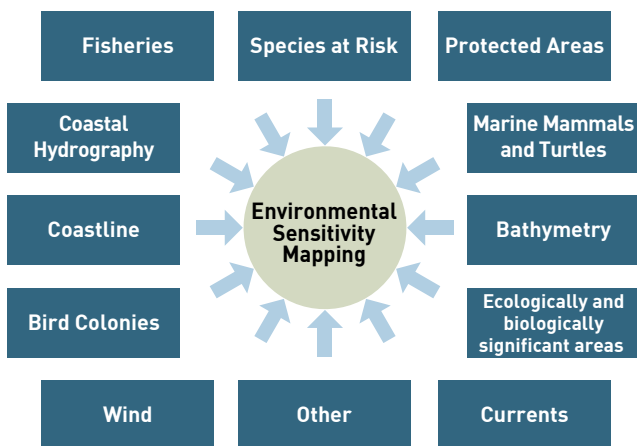 Fisheries
Species at Risk
Protected Areas
Coastal
Hydrography
Marine Mammals
and Turtles
Environmental
Sensitivity
Mapping
Coastline
Bathymetry
Bird Colonies
Ecologically and
biologically
significant areas
Wind
Other
Currents